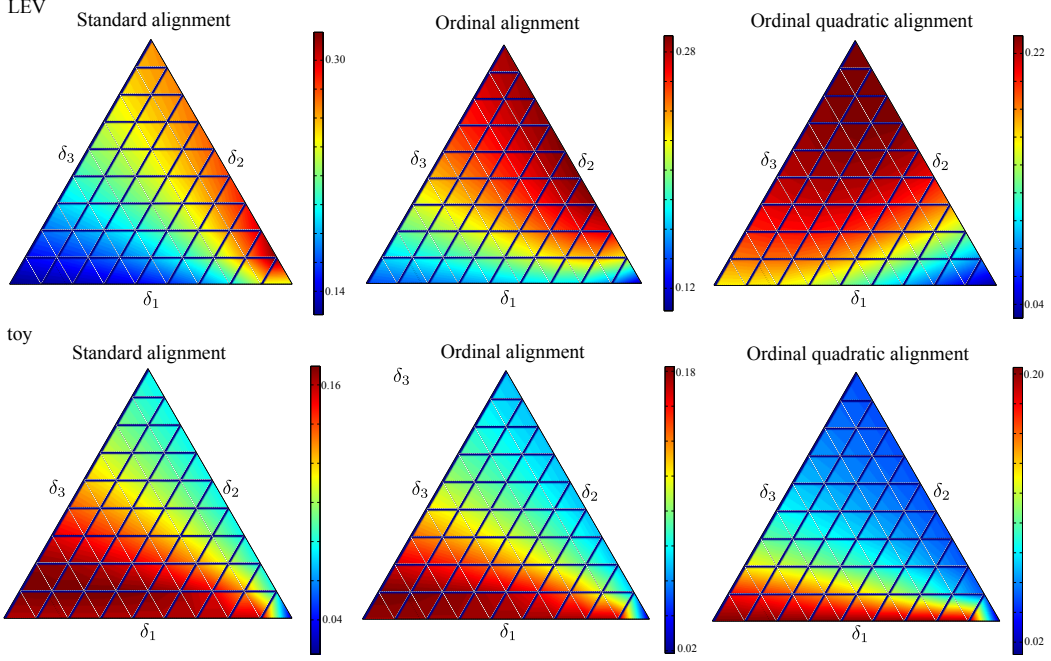 LEV
Standard alignment
Ordinal alignment
Ordinal quadratic alignment
0.30
0.28
0.22
δ3
δ2
δ3
δ2
δ3
δ2
0.14
0.12
0.04
δ1
δ1
δ1
toy
Standard alignment
Ordinal alignment
Ordinal quadratic alignment
δ3
0.16
0.18
0.20
δ3
δ2
δ3
δ2
δ3
δ2
0.04
0.02
0.02
δ1
δ1
δ1